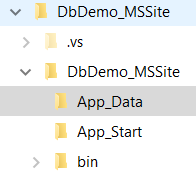 DbDemo_MSSite
.vs
DbDemo_MSSite
App_Data
App_Start
bin